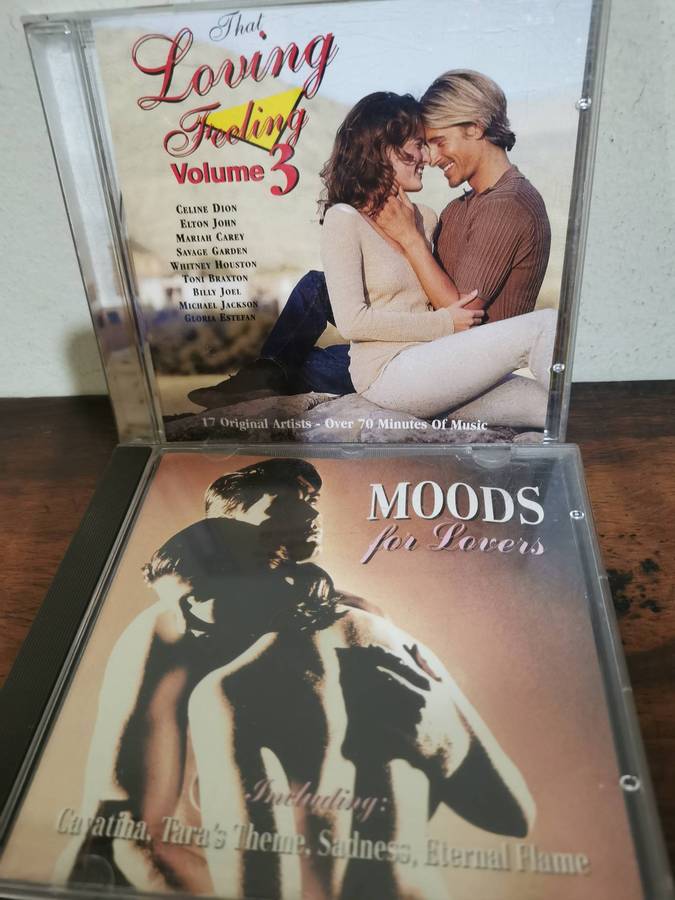 That
Loving
Feeling
Volume 3
CELINE DION
ELTON JOHN
MARIAH CAREY
SAVAGE GARDEN
WHITNEY HOUSTON
TONI BRAXTON
BILLY JOEL
MICHAEL JACKSON
GLORIA ESTEFAN
17 Original Artists - Over 70 Minutes Of Music
MOODS
for Lovers
Including:
Cavatina, Tara's Theme, Sadness, Eternal Flame